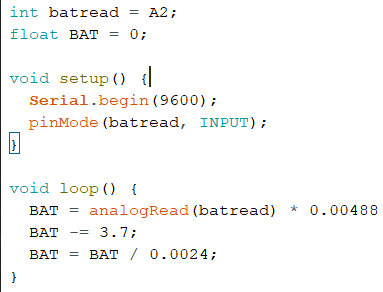 int batread = A2;
float BAT = 0;
void setup() {
  Serial.begin(9600);
  pinMode(batread, INPUT);
}
void loop() {
  BAT = analogRead(batread) * 0.00488
  BAT -= 3.7;
  BAT = BAT / 0.0024;
}